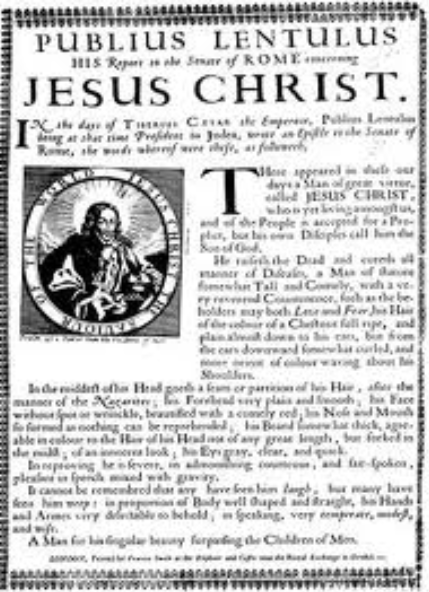 PUBLIUS LENTULUS
HIS Report to the Senate of ROME concerning
JESUS CHRIST.
IN the days of TIBERIUS CESAR the Emperor, Publius Lentulus
being at that time President in Judea, wrote an Epistle to the Senate of
Rome, the words whereof were these, as followeth,
THE WORLD JESUS CHRIST THE SAVIOUR OF
THere appeared in these our
days a Man of great virtue,
called JESUS CHRIST,
who is yet living amongst us,
and of the People is accepted for a Pro-
phet, but his own Disciples call him the
Son of God.
He raiseth the Dead and cureth all
manner of Diseases, a Man of stature
somewhat Tall and Comely, with a ve-
ry reverend Countenance, such as the be-
holders may both Love and Fear, his Hair
of the colour of a Chesnut full ripe, and
plain almost down to his ears, but from
the ears downward somewhat curled, and
more orient of colour waving about his
Shoulders.
In the middest of his Head goeth a seam or partition of his Hair, after the
manner of the Nazarites; his Forehead very plain and smooth; his Face
without spot or wrinckle, beautified with a comely red; his Nose and Mouth
so formed as nothing can be reprehended; his Beard somewhat thick, agree-
able in colour to the Hair of his Head not of any great length, but forked in
the midst; of an innocent look; his Eyes gray, clear, and quick.
In reproving he is severe, in admonishing courteous, and fair-spoken,
pleasant in speech mixed with gravity.
It cannot be remembred that any have seen him laugh; but many have
seen him weep: in proportion of Body well shaped and straight, his Hands
and Armes very delectable to behold; in speaking, very temperate, modest,
and wise.
A Man for his singular beauty surpassing the Children of Men.
LONDON, Printed for Francis Smith at the Elephant and Castle near the Royal Exchange in Cornhil